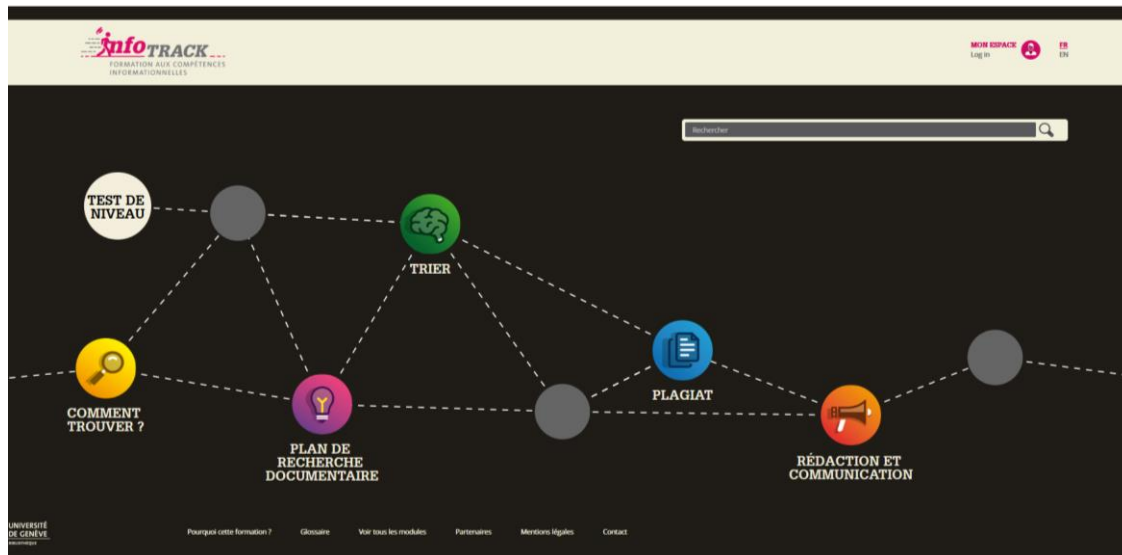 infoTRACK
FORMATION AUX COMPÉTENCES
INFORMATIONNELLES
MON ESPACE
Log in
FR
EN
Rechercher
TEST DE
NIVEAU
TRIER
COMMENT
TROUVER ?
PLAN DE
RECHERCHE
DOCUMENTAIRE
PLAGIAT
RÉDACTION ET
COMMUNICATION
UNIVERSITÉ
DE GENÈVE
Pourquoi cette formation ?
Glossaire
Voir tous les modules
Partenaires
Mentions légales
Contact